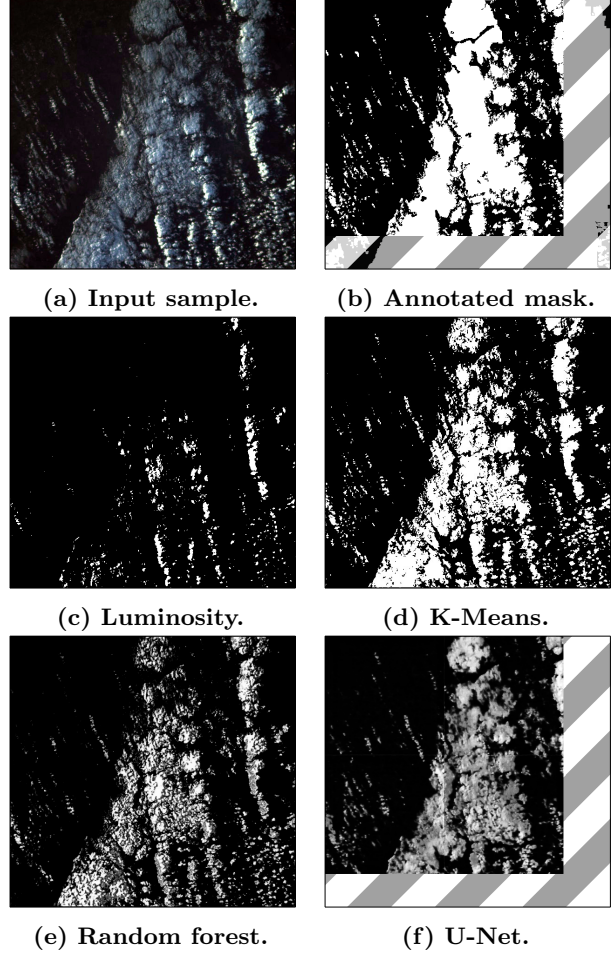 (a) Input sample.
(b) Annotated mask.
(c) Luminosity.
(d) K-Means.
(e) Random forest.
(f) U-Net.